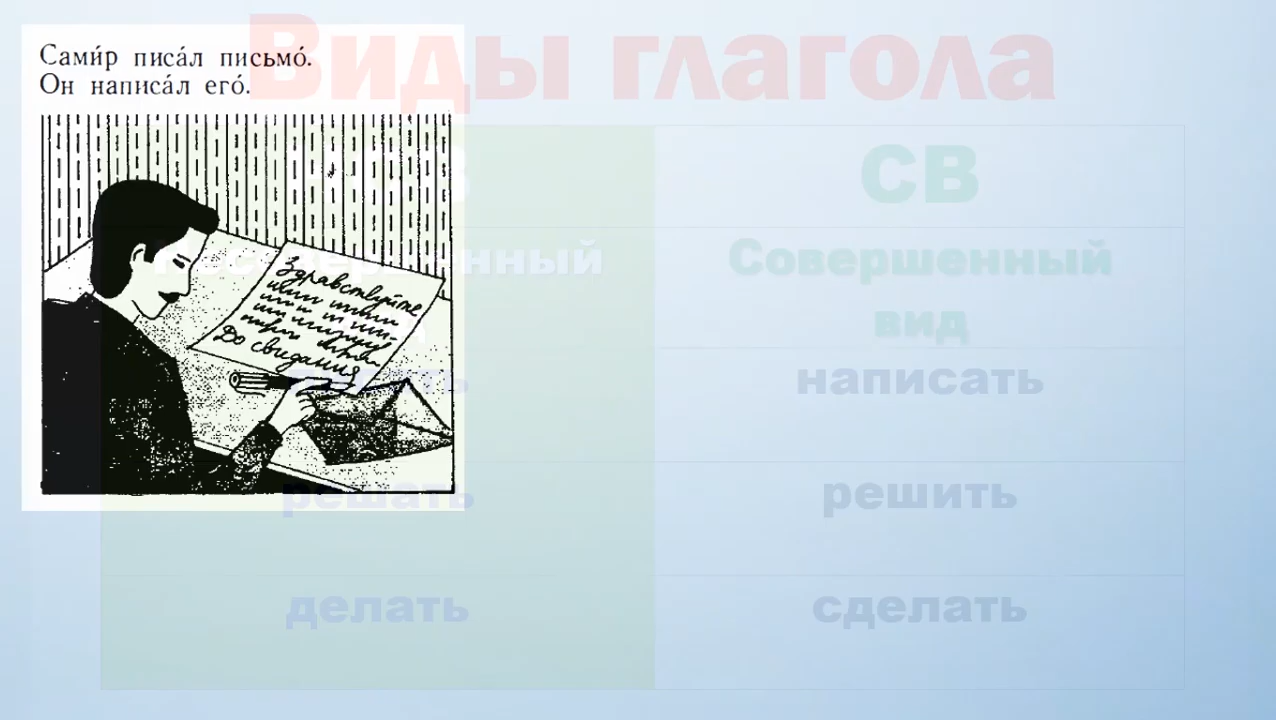 Сами́р писа́л письмо́.
Он написа́л его́.
Виды глагола
СВ
Совершенный
вид
Здравствуйте
До свидания
написать
решать
решить
делать
сделать